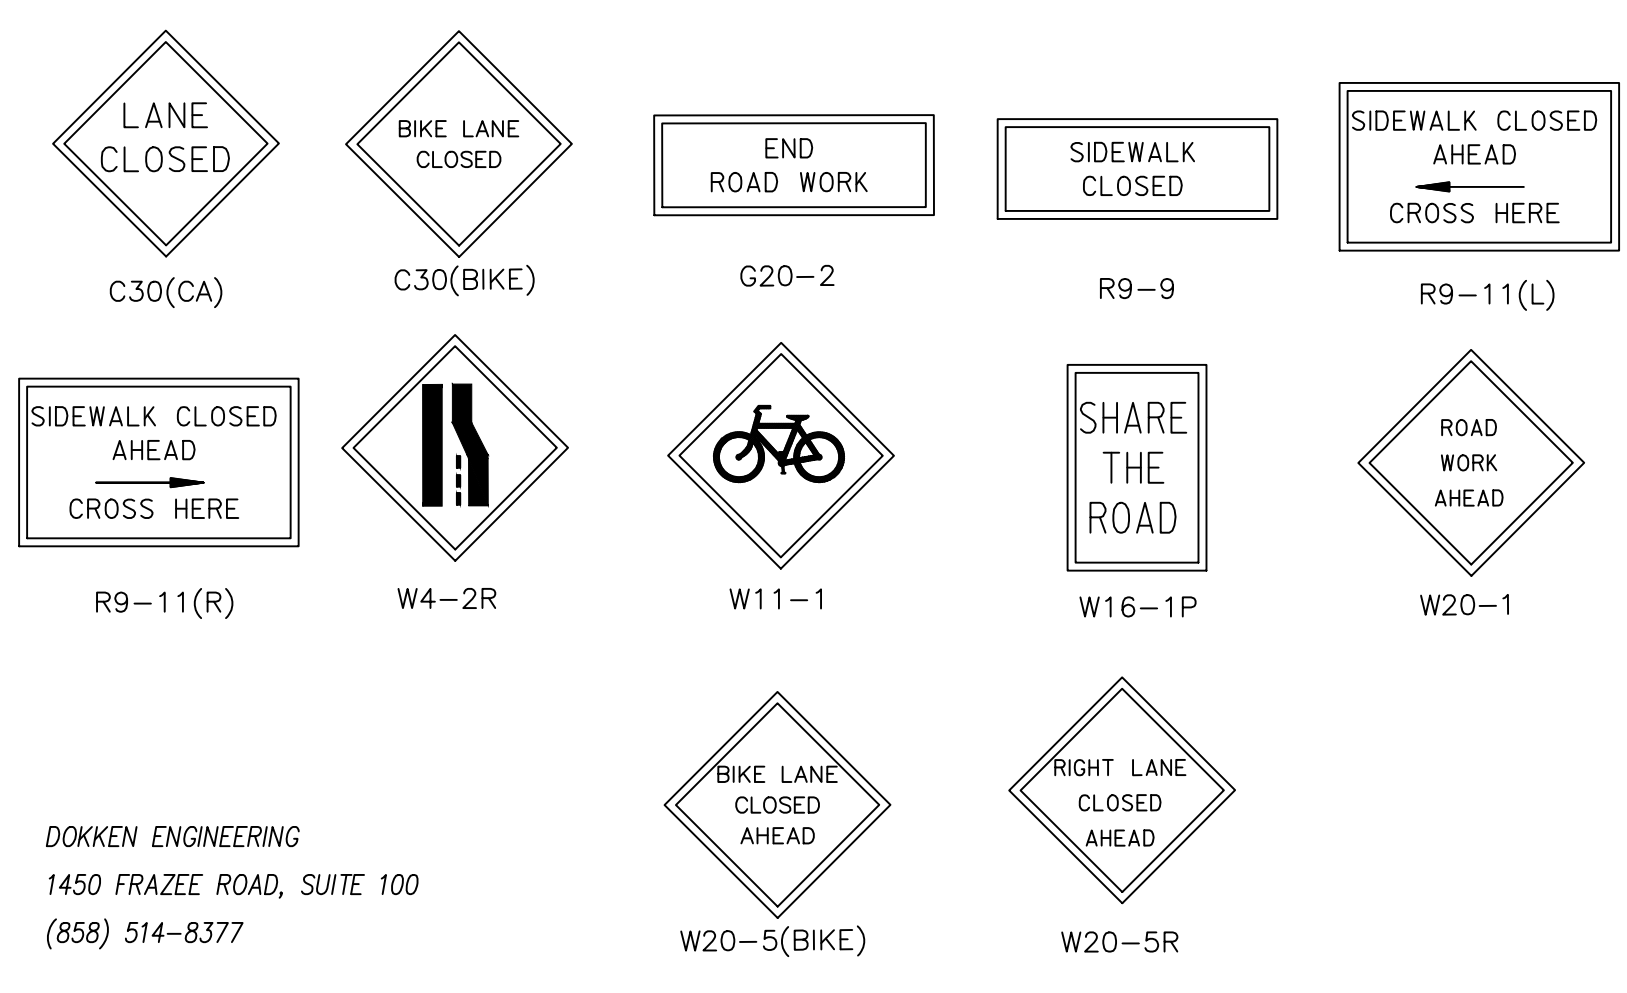 LANE
CLOSED
C30(CA)
BIKE LANE
CLOSED
C30(BIKE)
END
ROAD WORK
G20-2
SIDEWALK
CLOSED
R9-9
SIDEWALK CLOSED
AHEAD
CROSS HERE
R9-11(L)
SIDEWALK CLOSED
AHEAD
CROSS HERE
R9-11(R)
W4-2R
W11-1
SHARE
THE
ROAD
W16-1P
ROAD
WORK
AHEAD
W20-1
BIKE LANE
CLOSED
AHEAD
W20-5(BIKE)
RIGHT LANE
CLOSED
AHEAD
W20-5R
DOKKEN ENGINEERING
1450 FRAZEE ROAD, SUITE 100
(858) 514-8377